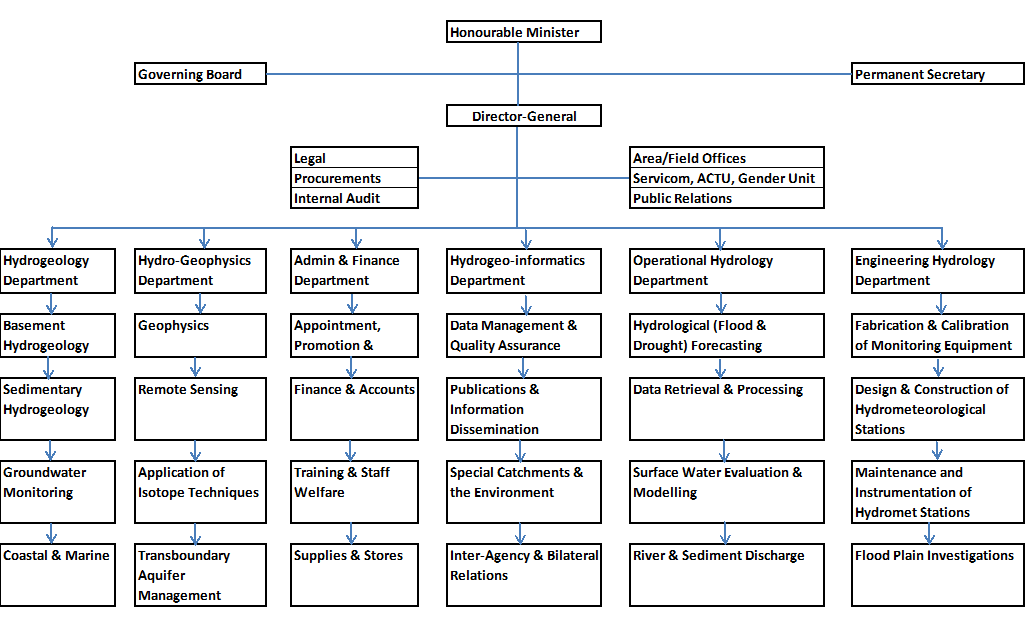 Honourable Minister
Governing Board
Permanent Secretary
Director-General
Legal
Procurements
Internal Audit
Area/Field Offices
Servicom, ACTU, Gender Unit
Public Relations
Hydrogeology
Department
Hydro-Geophysics
Department
Admin & Finance
Department
Hydrogeo-informatics
Department
Operational Hydrology
Department
Engineering Hydrology
Department
Basement
Hydrogeology
Geophysics
Appointment,
Promotion &
Data Management &
Quality Assurance
Hydrological (Flood &
Drought) Forecasting
Fabrication & Calibration
of Monitoring Equipment
Sedimentary
Hydrogeology
Remote Sensing
Finance & Accounts
Publications &
Information
Dissemination
Data Retrieval & Processing
Design & Construction of
Hydrometeorological
Stations
Groundwater
Monitoring
Application of
Isotope Techniques
Training & Staff
Welfare
Special Catchments &
the Environment
Surface Water Evaluation &
Modelling
Maintenance and
Instrumentation of
Hydromet Stations
Coastal & Marine
Transboundary
Aquifer
Management
Supplies & Stores
Inter-Agency & Bilateral
Relations
River & Sediment Discharge
Flood Plain Investigations